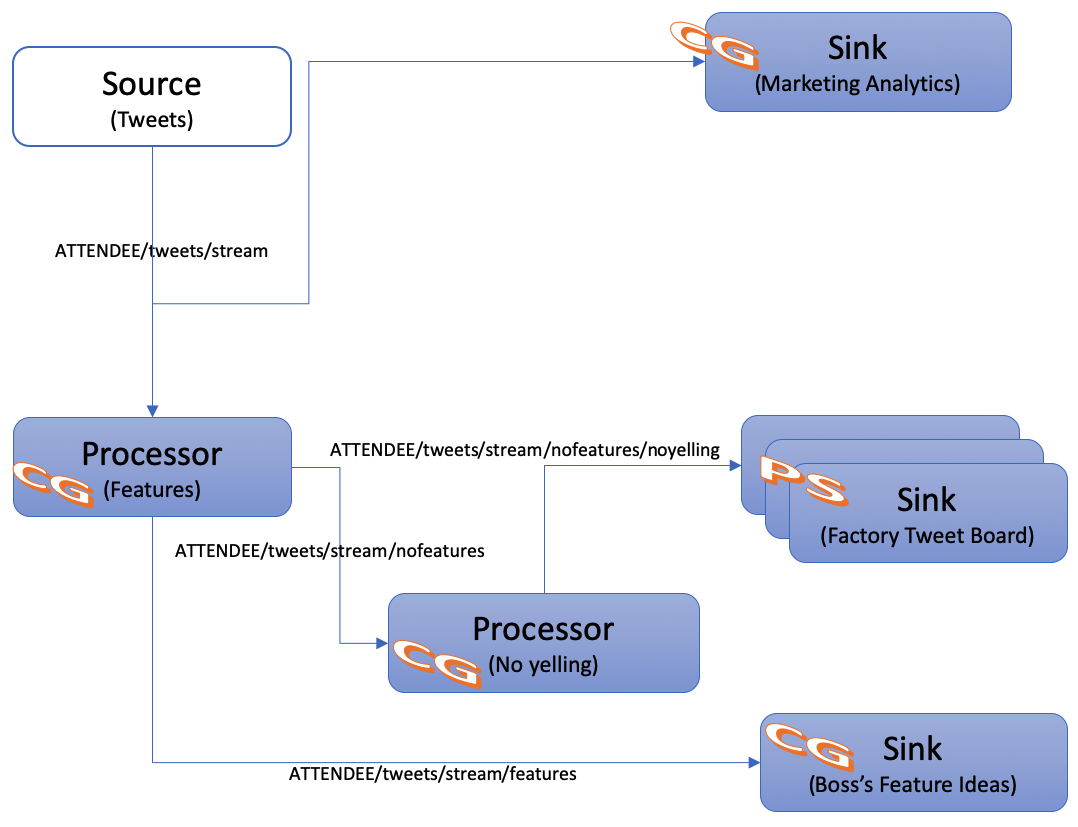 Source
(Tweets)
CG
Sink
(Marketing Analytics)
ATTENDEE/tweets/stream
Processor
(Features)
CG
ATTENDEE/tweets/stream/nofeatures/noyelling
PS
Sink
(Factory Tweet Board)
ATTENDEE/tweets/stream/nofeatures
Processor
(No yelling)
CG
CG
Sink
(Boss's Feature Ideas)
ATTENDEE/tweets/stream/features